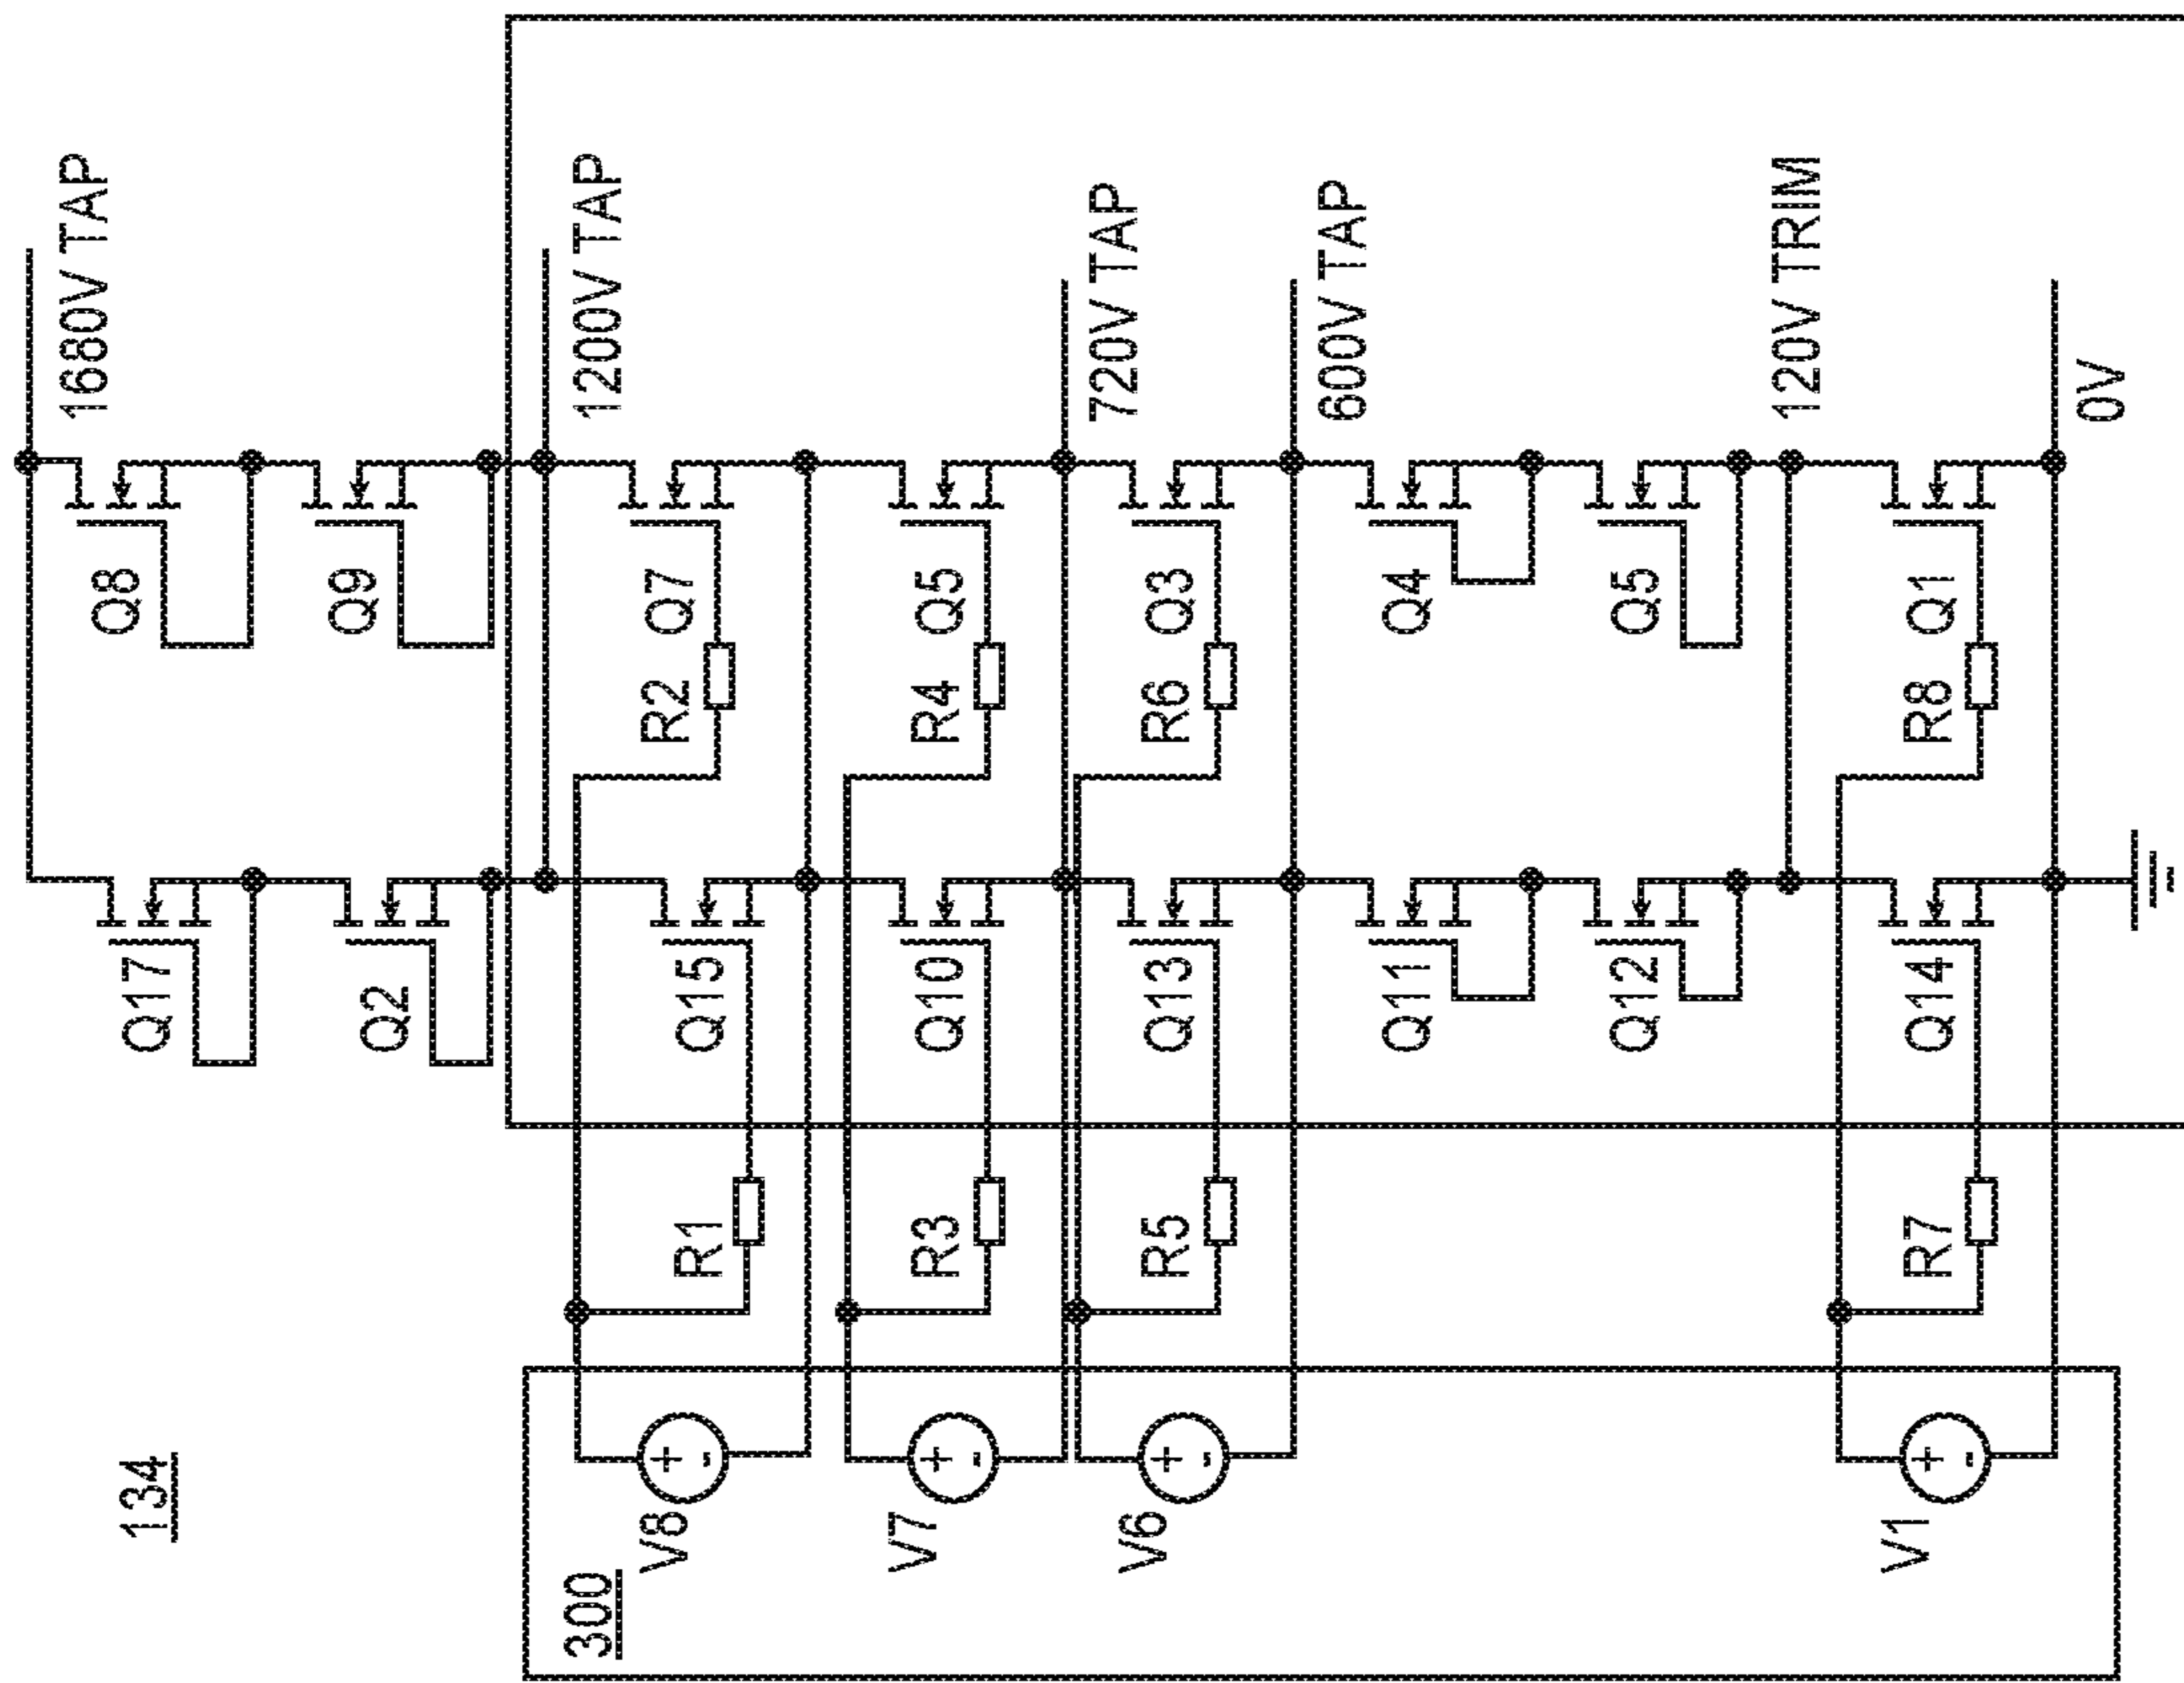 134
1680V TAP
Q17
Q8
Q2
Q9
1200V TAP
300
V8
+
-
R1
Q15
R2
Q7
V7
+
-
R3
Q10
R4
Q5
720V TAP
V6
+
-
R5
Q13
R6
Q3
600V TAP
Q11
Q4
Q12
Q5
120V TRIM
V1
+
-
R7
Q14
R8
Q1
0V